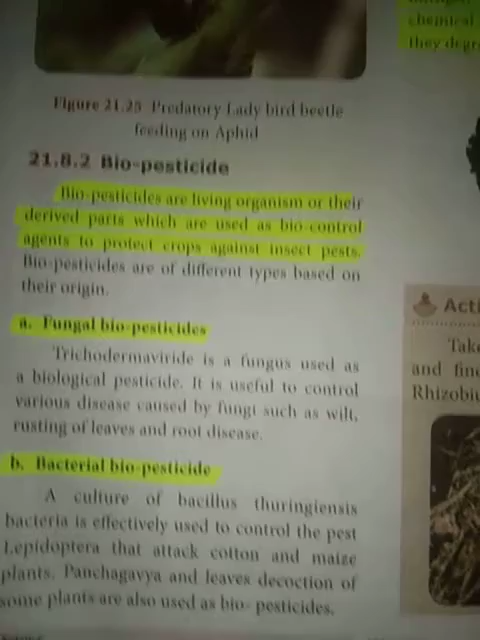 chemical
they degr
Figure 21.25 Predatory Lady bird beetle
feeding on Aphid
21.8.2 Bio-pesticide
Bio-pesticides are living organism or their
derived parts which are used as bio-control
agents to protect crops against insect pests.
Bio-pesticides are of different types based on
their origin.
a. Fungal bio-pesticides
Trichodermaviride is a fungus used as
a biological pesticide. It is useful to control
various disease caused by fungi such as wilt,
rusting of leaves and root disease.
b. Bacterial bio-pesticide
A culture of bacillus thuringiensis
bacteria is effectively used to control the pest
Lepidoptera that attack cotton and maize
plants. Panchagavya and leaves decoction of
some plants are also used as bio- pesticides.
Acti
Take
and find
Rhizobiu